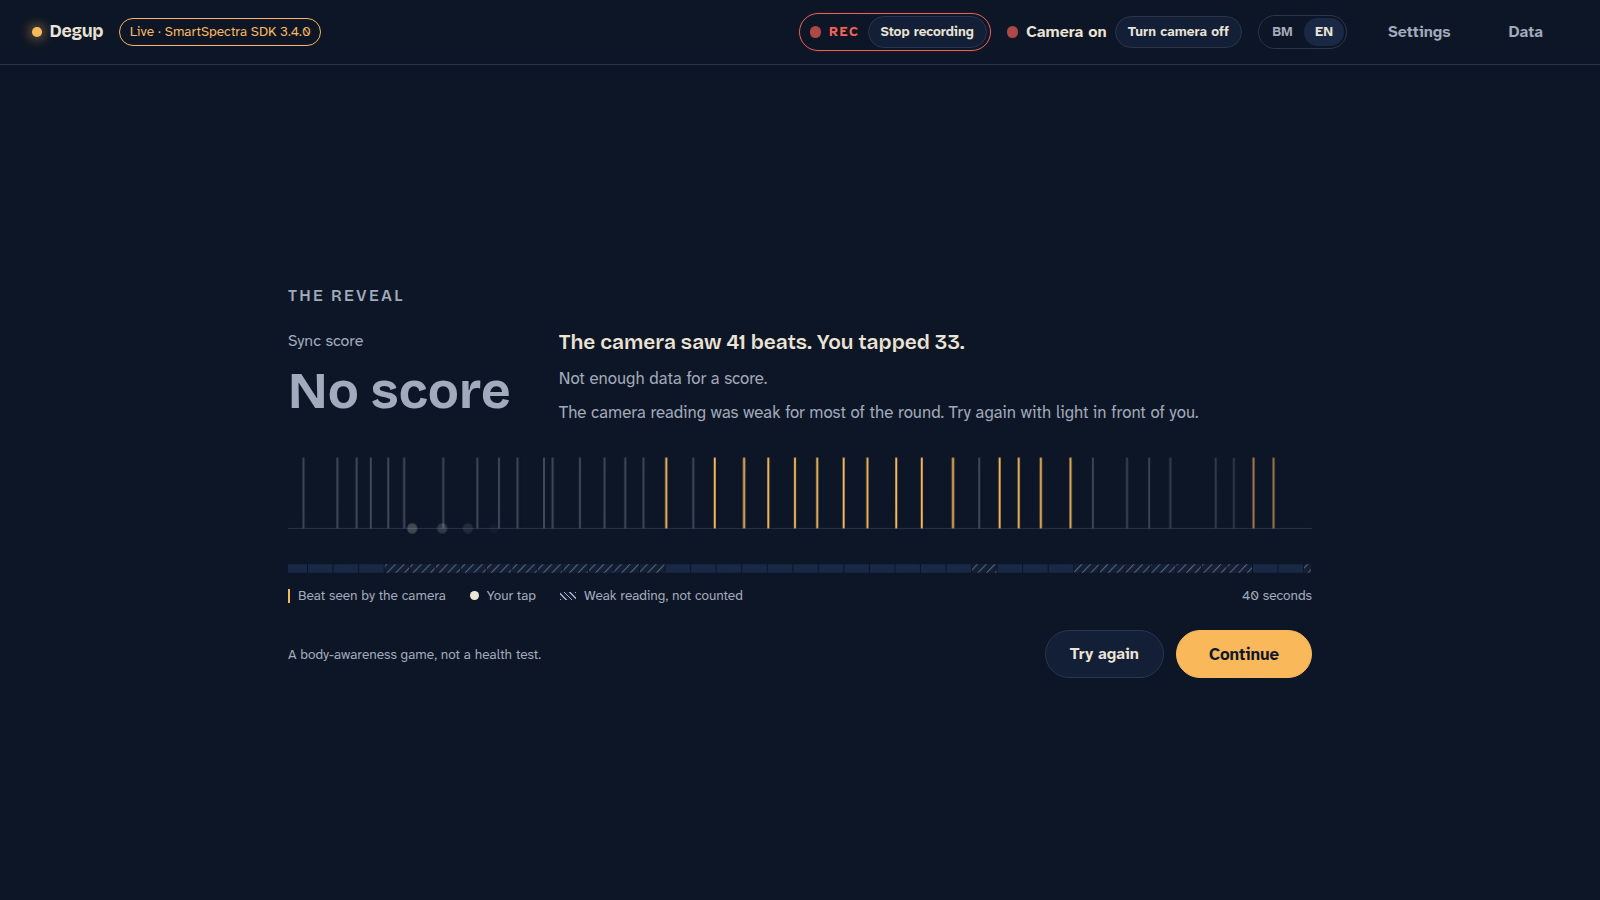 Degup
Live · SmartSpectra SDK 3.4.0
REC
Stop recording
Camera on
Turn camera off
BM
EN
Settings
Data
THE REVEAL
Sync score
No score
The camera saw 41 beats. You tapped 33.
Not enough data for a score.
The camera reading was weak for most of the round. Try again with light in front of you.
Beat seen by the camera
Your tap
Weak reading, not counted
40 seconds
A body-awareness game, not a health test.
Try again
Continue